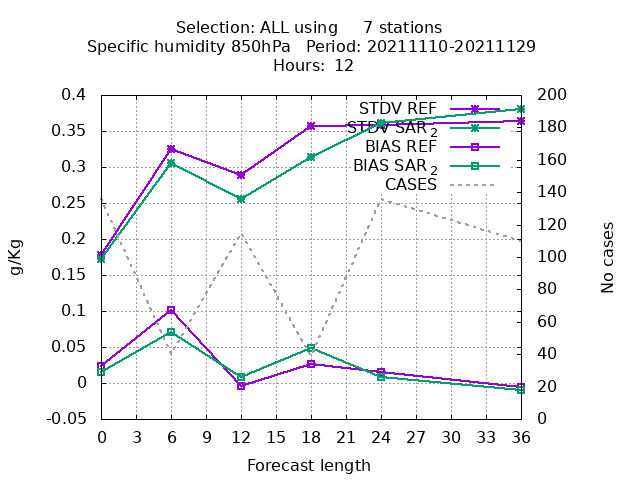 Selection: ALL using     7 stations
Specific humidity 850hPa   Period: 20211110-20211129
Hours: 12
STDV REF
STDV SAR 2
BIAS REF
BIAS SAR 2
CASES
0.4
0.35
0.3
0.25
0.2
0.15
0.1
0.05
0
-0.05
g/Kg
200
180
160
140
120
100
80
60
40
20
0
No cases
0 3 6 9 12 15 18 21 24 27 30 33 36
Forecast length